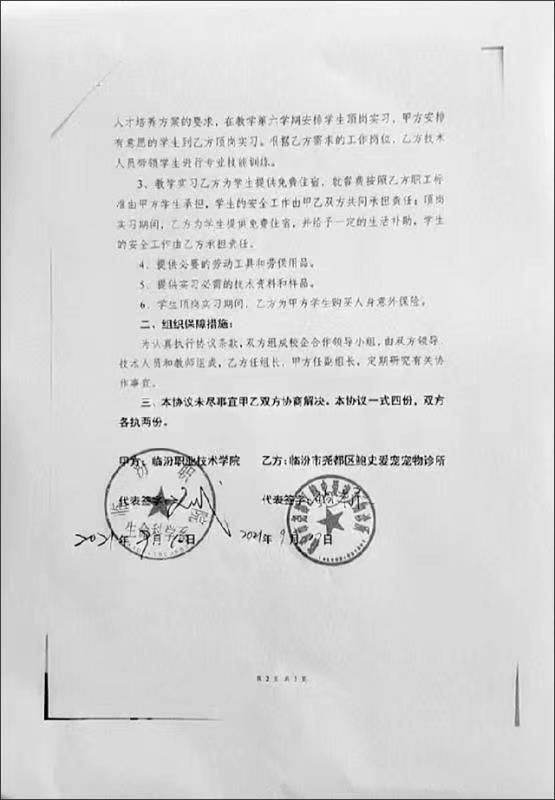 人才培养方案的要求，在教学第六学期安排学生顶岗实习，甲方安排
有意愿的学生到乙方顶岗实习。根据乙方需求的工作岗位，乙方技术
人员带领学生进行专业技能训练。
3、教学实习乙方为学生提供免费住宿，就餐费按照乙方职工标
准由甲方学生承担，学生的安全工作由甲乙双方共同承担责任；顶岗
实习期间，乙方为学生提供免费住宿，并给予一定的生活补助，学生
的安全工作由乙方承担责任。
4、提供必要的劳动工具和劳保用品。
5、提供实习必需的技术资料和样品。
6、学生顶岗实习期间，乙方为甲方学生购买人身意外保险。
二、组织保障措施：
为认真执行协议条款，双方组成校企合作领导小组，由双方领导、
技术人员和教师组成，乙方任组长，甲方任副组长，定期研究有关协
作事宜。
三、本协议未尽事宜甲乙双方协商解决。本协议一式四份，双方
各执两份。
甲方：临汾职业技术学院 乙方：临汾市尧都区鲍史爱宠宠物诊所
代表签字： 代表签字：
生命科学系
2021年9月10日 2021年9月10日
第 2 页 共 2 页